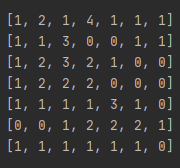 [1, 2, 1, 4, 1, 1, 1]
[1, 1, 3, 0, 0, 1, 1]
[1, 2, 3, 2, 1, 0, 0]
[1, 2, 2, 2, 0, 0, 0]
[1, 1, 1, 1, 3, 1, 0]
[0, 0, 1, 2, 2, 2, 1]
[1, 1, 1, 1, 1, 1, 0]